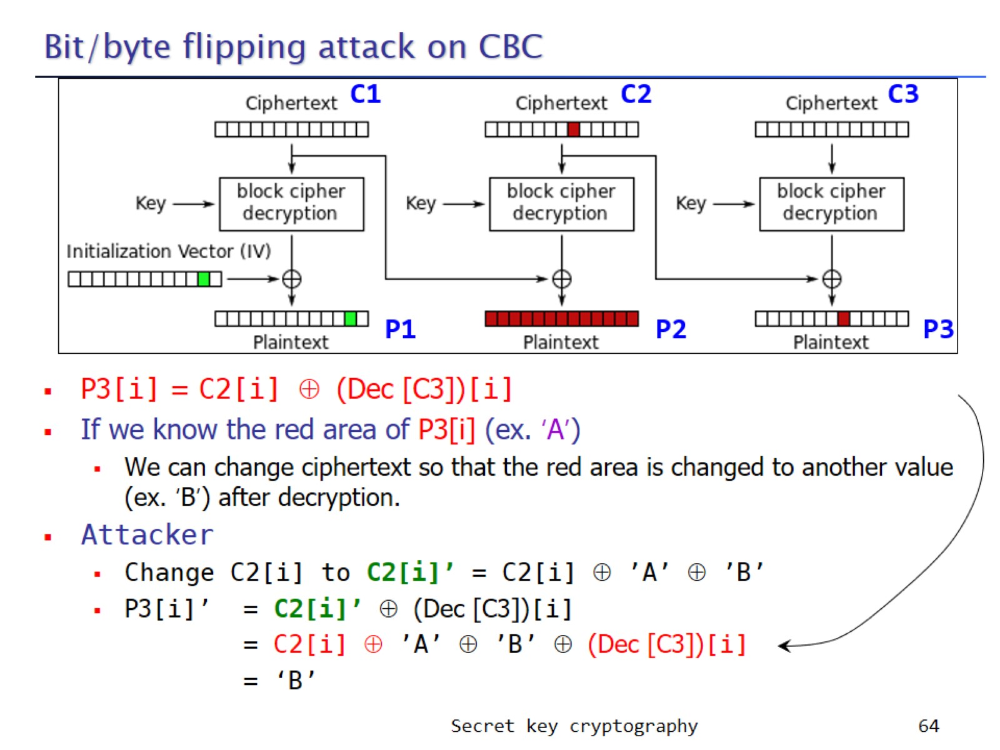 Bit/byte flipping attack on CBC
Ciphertext C1
Ciphertext C2
Ciphertext C3
Key
block cipher
decryption
Key
block cipher
decryption
Key
block cipher
decryption
Initialization Vector (IV)
Plaintext P1
Plaintext P2
Plaintext P3
▪ P3[i] = C2[i] ⊕ (Dec [C3])[i]
▪ If we know the red area of P3[i] (ex. ‘A’)
▪ We can change ciphertext so that the red area is changed to another value
(ex. ‘B’) after decryption.
▪ Attacker
▪ Change C2[i] to C2[i]’ = C2[i] ⊕ ’A’ ⊕ ’B’
▪ P3[i]’ = C2[i]’ ⊕ (Dec [C3])[i]
= C2[i] ⊕ ’A’ ⊕ ’B’ ⊕ (Dec [C3])[i]
= ‘B’
Secret key cryptography 64